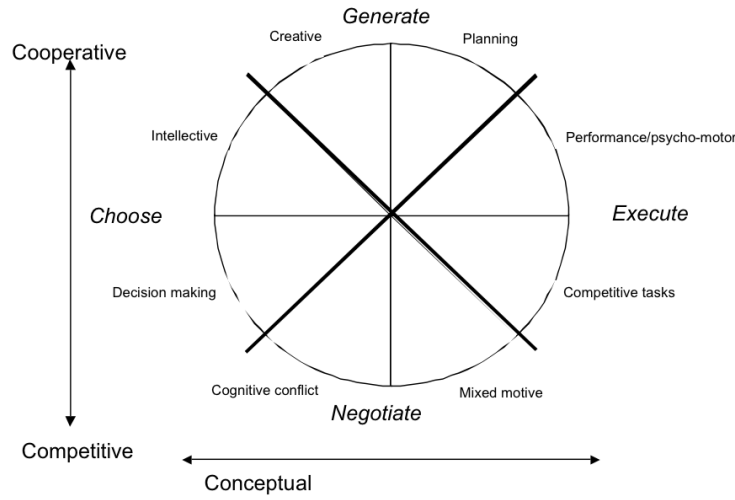 Generate
Creative
Planning
Cooperative
Intellective
Performance/psycho-motor
Choose
Execute
Decision making
Competitive tasks
Cognitive conflict
Mixed motive
Negotiate
Competitive
Conceptual